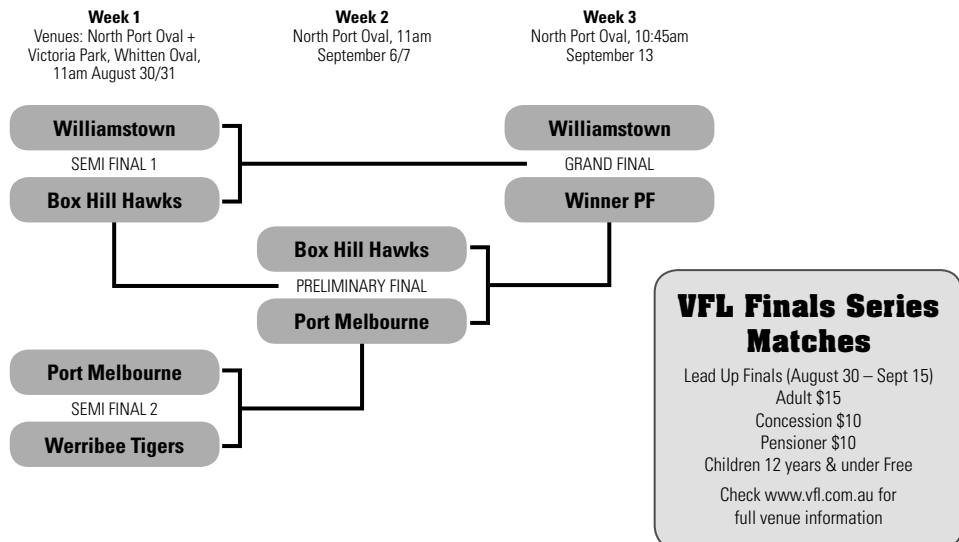 Week 1
Venues: North Port Oval +
Victoria Park, Whitten Oval,
11am August 30/31
Week 2
North Port Oval, 11am
September 6/7
Week 3
North Port Oval, 10:45am
September 13
Williamstown
SEMI FINAL 1
Box Hill Hawks
Williamstown
GRAND FINAL
Winner PF
Box Hill Hawks
PRELIMINARY FINAL
Port Melbourne
Port Melbourne
SEMI FINAL 2
Werribee Tigers
VFL Finals Series
Matches
Lead Up Finals (August 30 – Sept 15)
Adult $15
Concession $10
Pensioner $10
Children 12 years & under Free
Check www.vfl.com.au for
full venue information